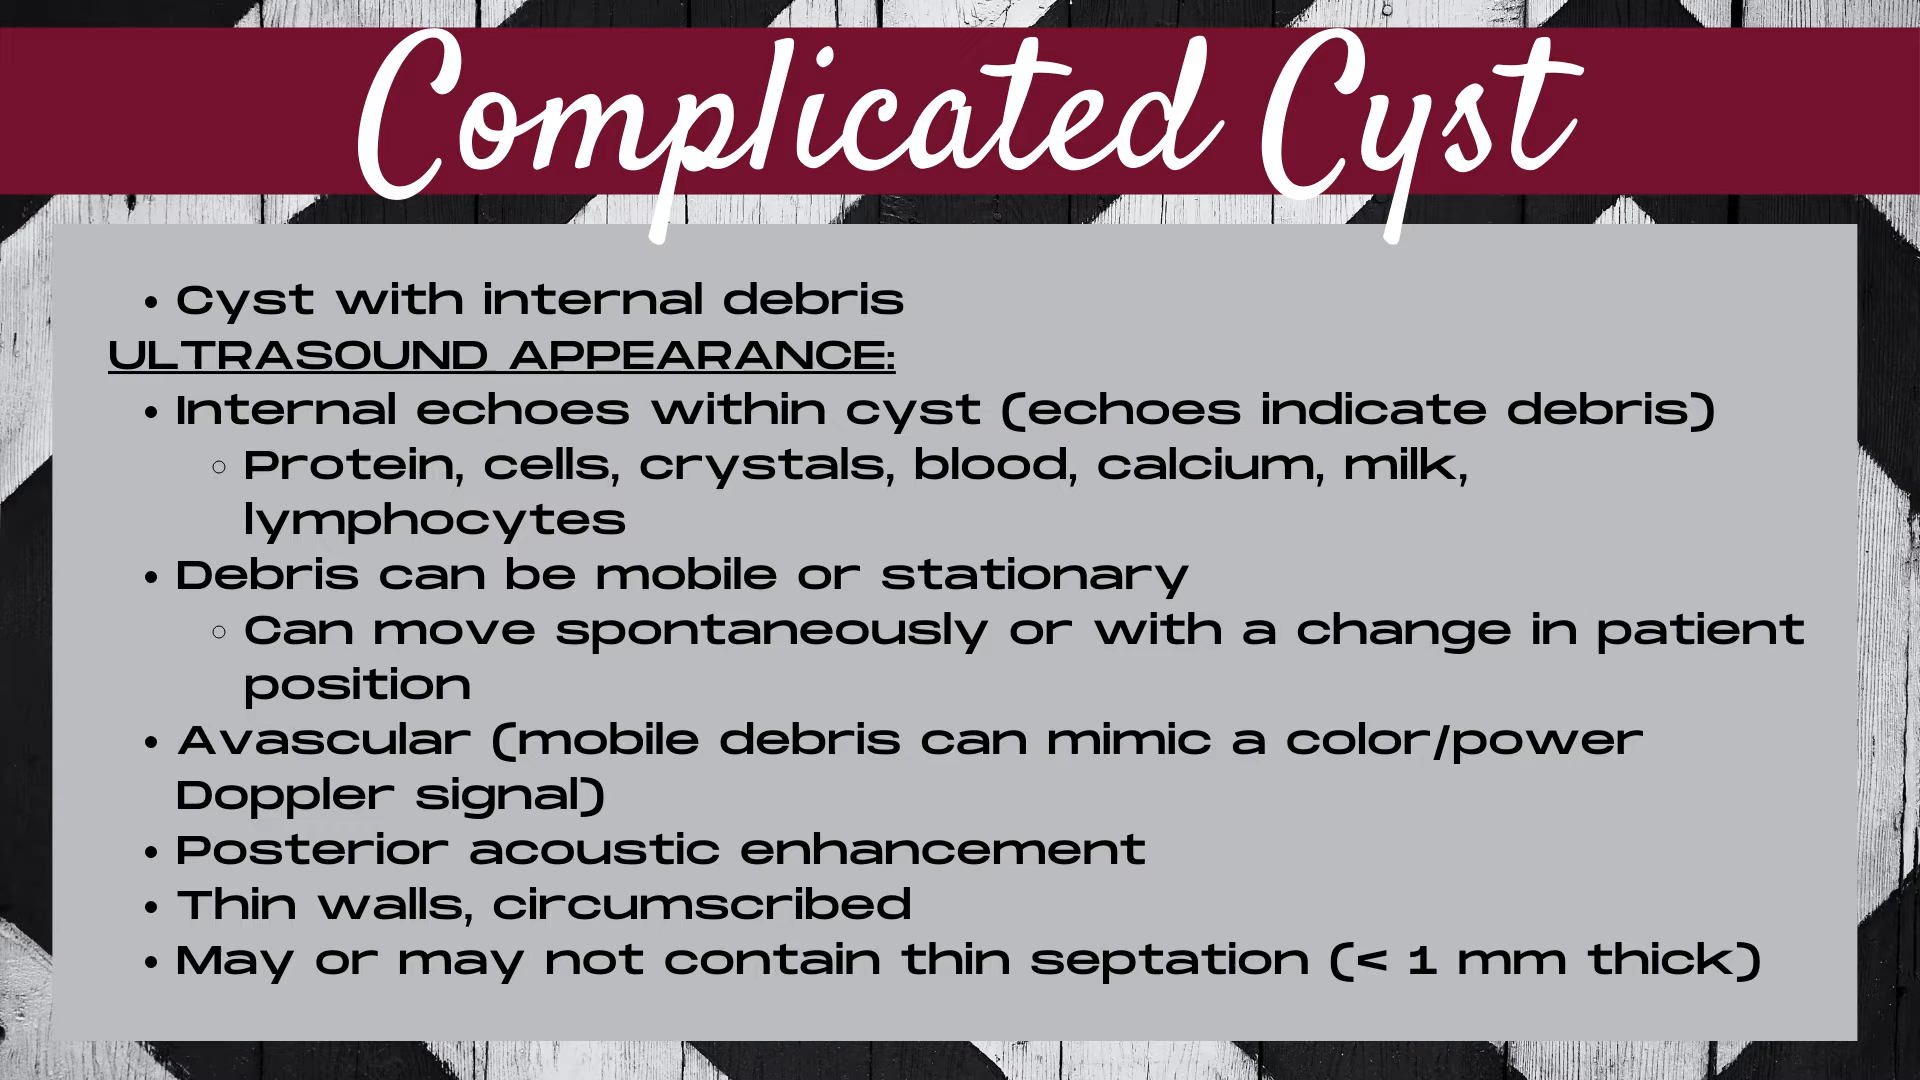 Complicated Cyst
• Cyst with internal debris
ULTRASOUND APPEARANCE:
• Internal echoes within cyst (echoes indicate debris)
◦ Protein, cells, crystals, blood, calcium, milk,
lymphocytes
• Debris can be mobile or stationary
◦ Can move spontaneously or with a change in patient
position
• Avascular (mobile debris can mimic a color/power
Doppler signal)
• Posterior acoustic enhancement
• Thin walls, circumscribed
• May or may not contain thin septation (< 1 mm thick)